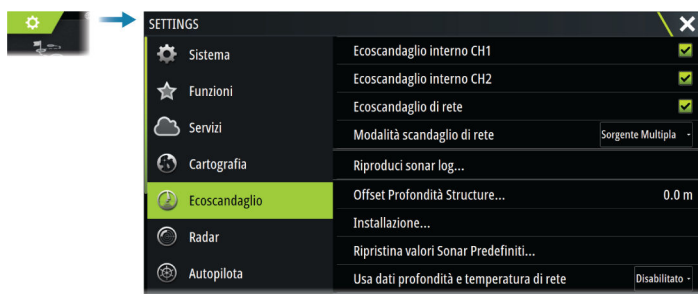 SETTINGS
Sistema
Funzioni
Servizi
Cartografia
Ecoscandaglio
Radar
Autopilota
Ecoscandaglio interno CH1
Ecoscandaglio interno CH2
Ecoscandaglio di rete
Modalità scandaglio di rete Sorgente Multipla
Riproduci sonar log...
Offset Profondità Structure... 0.0 m
Installazione...
Ripristina valori Sonar Predefiniti...
Usa dati profondità e temperatura di rete Disabilitato